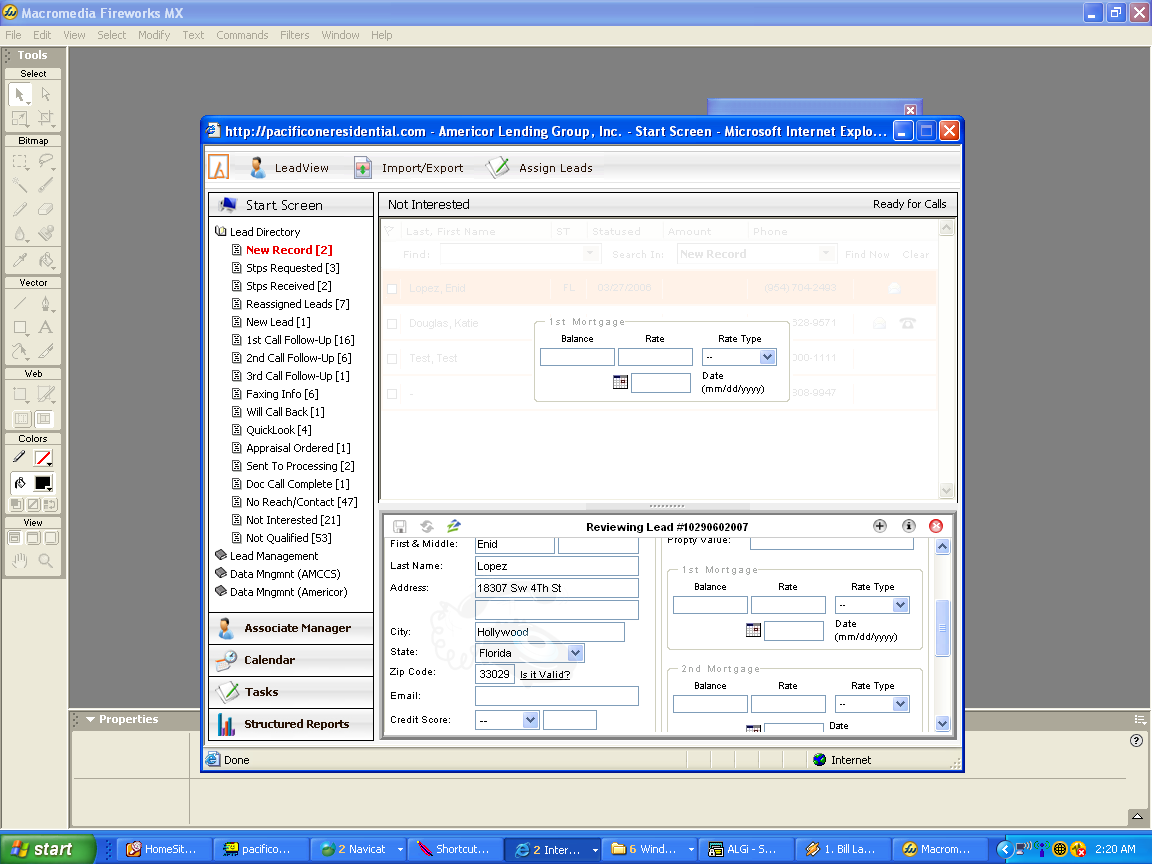 Macromedia Fireworks MX
File Edit View Select Modify Text Commands Filters Window Help
Tools
Select
Bitmap
Vector
Web
Colors
View
http://pacificoneresidential.com - Americor Lending Group, Inc. - Start Screen - Microsoft Internet Explo...
LeadView Import/Export Assign Leads
Start Screen
Lead Directory
New Record [2]
Stps Requested [3]
Stps Received [2]
Reassigned Leads [7]
New Lead [1]
1st Call Follow-Up [16]
2nd Call Follow-Up [6]
3rd Call Follow-Up [1]
Faxing Info [6]
Will Call Back [1]
QuickLook [4]
Appraisal Ordered [1]
Sent To Processing [2]
Doc Call Complete [1]
No Reach/Contact [47]
Not Interested [21]
Not Qualified [53]
Lead Management
Data Mngmnt (AMCCS)
Data Mngmnt (Americor)
Associate Manager
Calendar
Tasks
Structured Reports
Not Interested Ready for Calls
Last, First Name ST Statused Amount Phone
Find: Search In: New Record Find Now Clear
Lopez, Enid FL 03/27/2006 (954) 704-2493
Douglas, Katie 328-9571
Test, Test 000-1111
- 308-9947
1st Mortgage
Balance Rate Rate Type
--
Date
(mm/dd/yyyy)
Reviewing Lead #10290602007
First & Middle: Enid
Last Name: Lopez
Address: 18307 Sw 4Th St
City: Hollywood
State: Florida
Zip Code: 33029 Is it Valid?
Email:
Credit Score: --
Propty Value:
1st Mortgage
Balance Rate Rate Type
--
Date
(mm/dd/yyyy)
2nd Mortgage
Balance Rate Rate Type
--
Date
Done Internet
Properties
start HomeSit... pacifico... 2 Navicat Shortcut... 2 Inter... 6 Wind... ALGi - S... 1. Bill La... Macrom... 2:20 AM